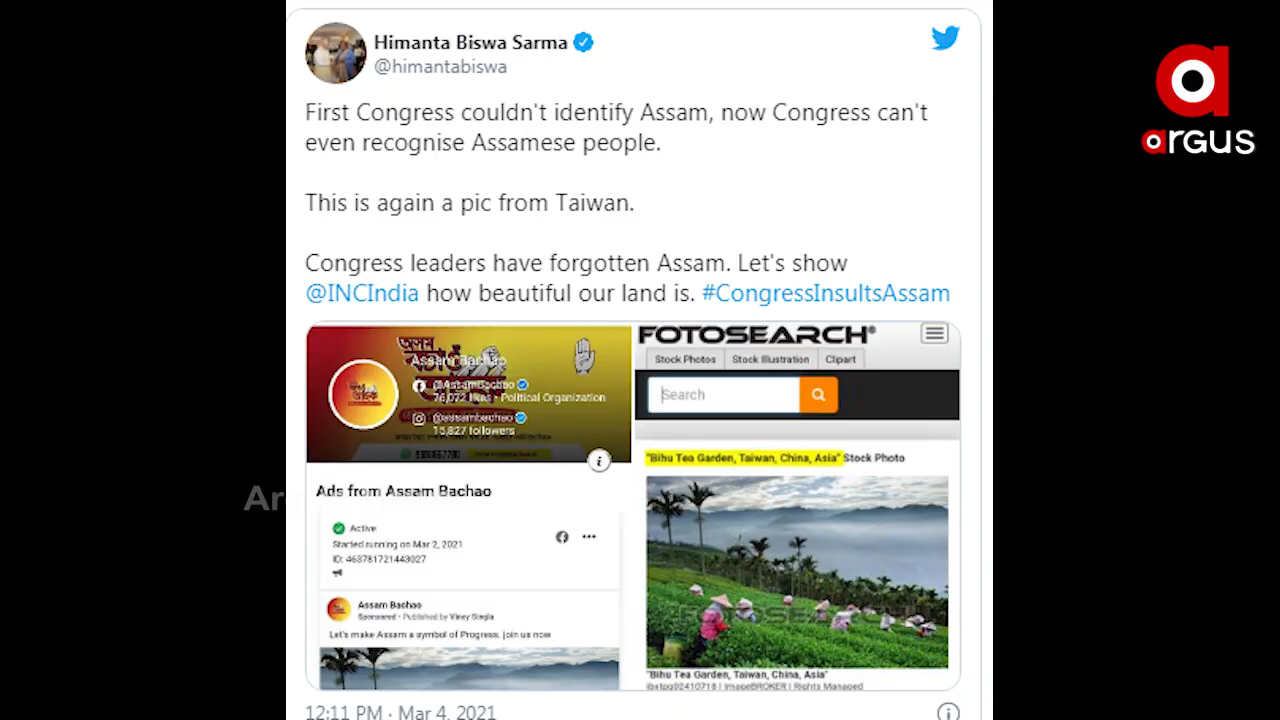 Himanta Biswa Sarma
@himantabiswa
argus
First Congress couldn't identify Assam, now Congress can't
even recognise Assamese people.
This is again a pic from Taiwan.
Congress leaders have forgotten Assam. Let's show
@INCIndia how beautiful our land is. #CongressInsultsAssam
Assam Bachao
@AssamBachao
76,072 likes • Political Organization
@assambachao
15,827 followers
Ads from Assam Bachao
Active
Started running on Mar 2, 2021
ID: 463781721443027
Assam Bachao
Sponsored • Published by Viney Singla
Let's make Assam a symbol of Progress. join us now
FOTOSEARCH®
Stock Photos Stock Illustration Clipart
Search
"Bihu Tea Garden, Taiwan, China, Asia" Stock Photo
FOTOSEARCH
"Bihu Tea Garden, Taiwan, China, Asia"
ibxtpg02410718 | ImageBROKER | Rights Managed
12:11 PM · Mar 4, 2021